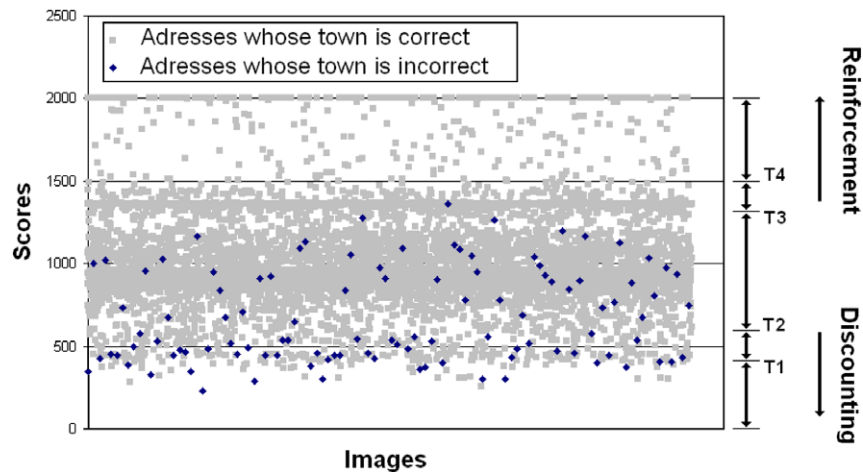 2500
Adresses whose town is correct
Adresses whose town is incorrect
2000
1500
1000
500
0
Scores
Images
T4
T3
T2
T1
Reinforcement
Discounting